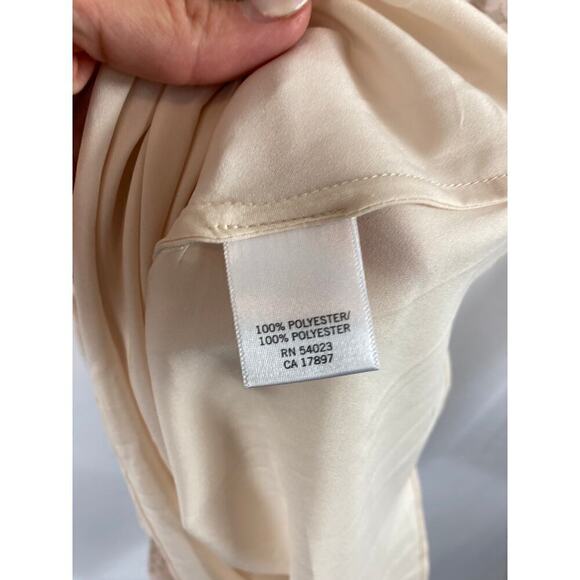 100% POLYESTER/
100% POLYESTER
RN 54023
CA 17897